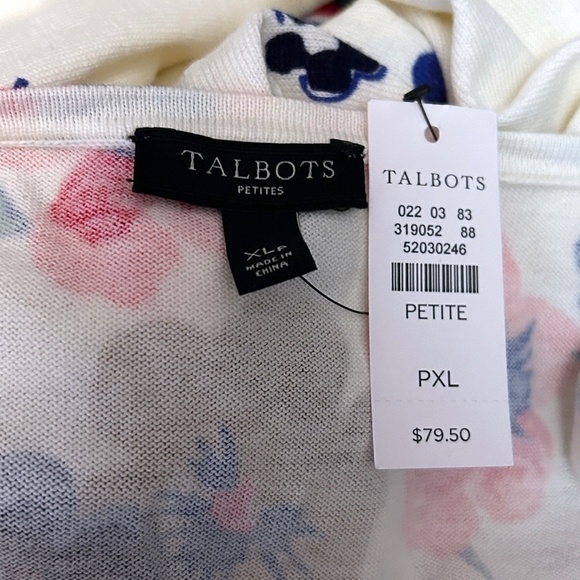 TALBOTS
PETITES
XLP
MADE IN
CHINA
TALBOTS
022 03 83
319052 88
52030246
PETITE
PXL
$79.50